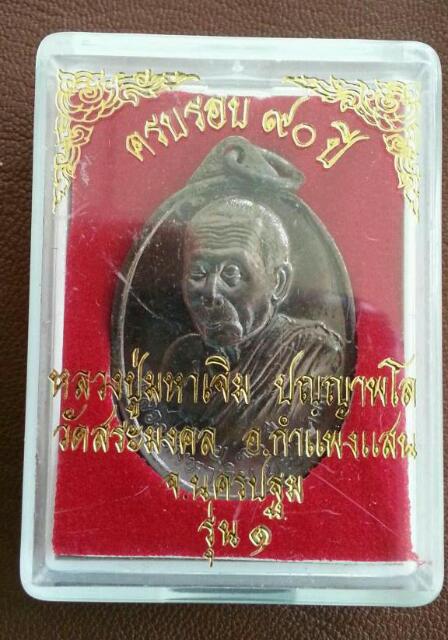 ครบรอบ ๙๐ ปี
หลวงปู่มหาเจิม ปญฺญาพโล
วัดสระมงคล อ.กำแพงแสน
จ.นครปฐม
รุ่น ๑